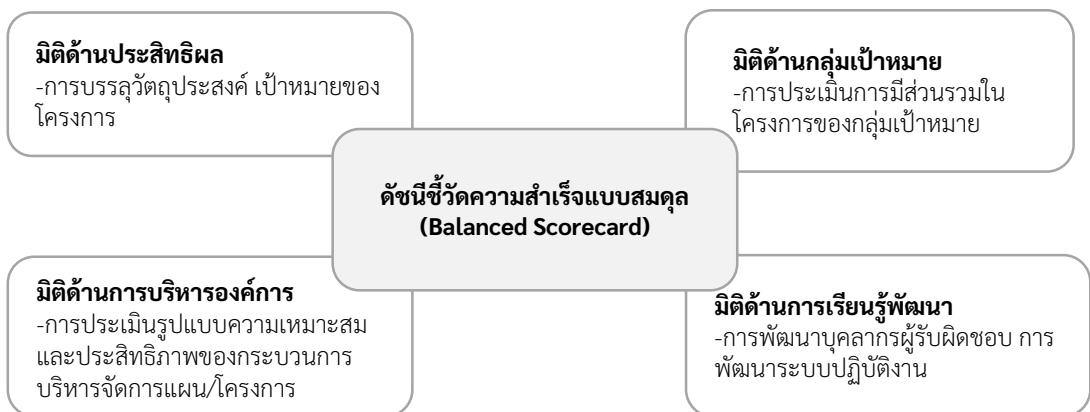 มิติด้านประสิทธิผล
-การบรรลุวัตถุประสงค์ เป้าหมายของ
โครงการ
มิติด้านกลุ่มเป้าหมาย
-การประเมินการมีส่วนรวมใน
โครงการของกลุ่มเป้าหมาย
ดัชนีชี้วัดความสำเร็จแบบสมดุล
(Balanced Scorecard)
มิติด้านการบริหารองค์การ
-การประเมินรูปแบบความเหมาะสม
และประสิทธิภาพของกระบวนการ
บริหารจัดการแผน/โครงการ
มิติด้านการเรียนรู้พัฒนา
-การพัฒนาบุคลากรผู้รับผิดชอบ การ
พัฒนาระบบปฏิบัติงาน